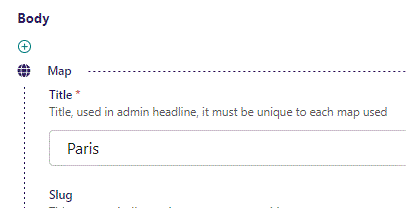 Body
Map
Title *
Title, used in admin headline, it must be unique to each map used
Paris
Slug